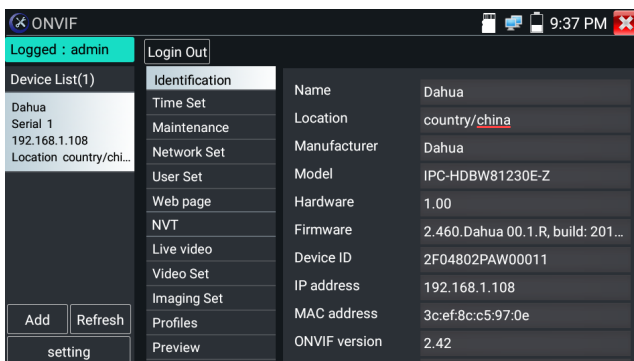 ONVIF
9:37 PM
Logged : admin
Login Out
Device List(1)
Dahua
Serial 1
192.168.1.108
Location country/chi...
Add
Refresh
setting
Identification
Time Set
Maintenance
Network Set
User Set
Web page
NVT
Live video
Video Set
Imaging Set
Profiles
Preview
Name Dahua
Location country/china
Manufacturer Dahua
Model IPC-HDBW81230E-Z
Hardware 1.00
Firmware 2.460.Dahua 00.1.R, build: 201...
Device ID 2F04802PAW00011
IP address 192.168.1.108
MAC address 3c:ef:8c:c5:97:0e
ONVIF version 2.42